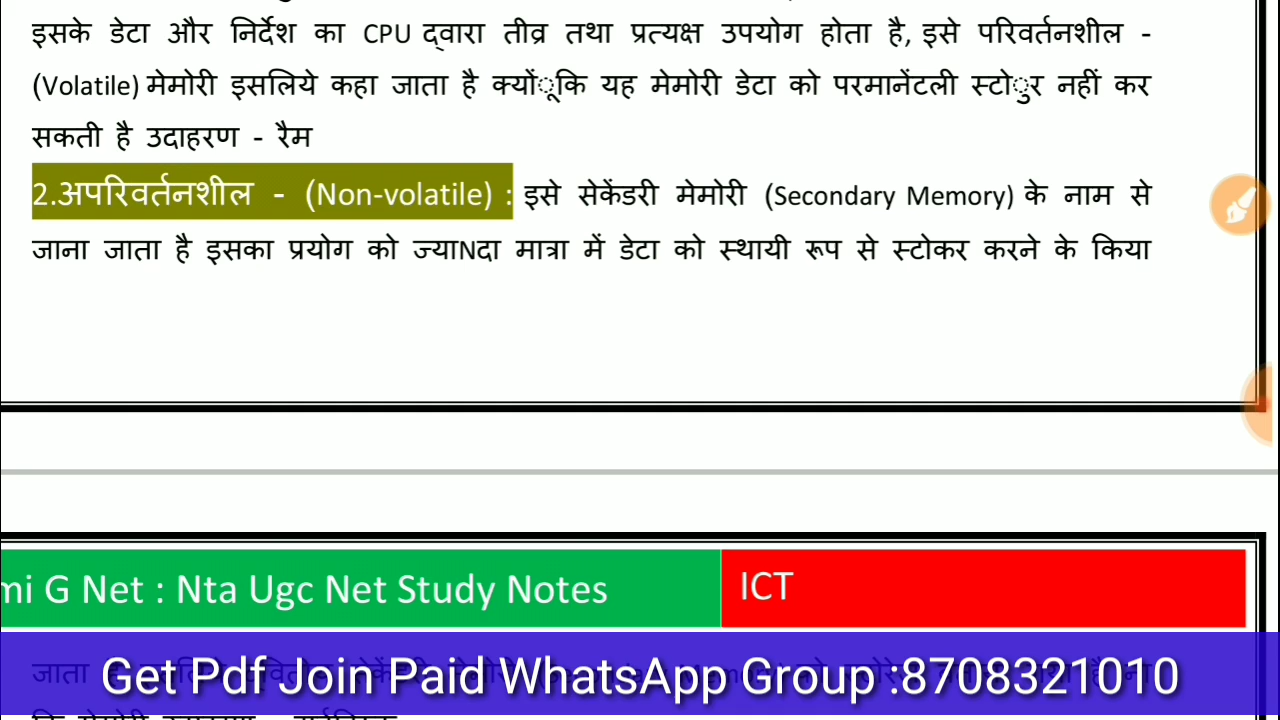 इसके डेटा और निर्देश का CPU द्वारा तीव्र तथा प्रत्यक्ष उपयोग होता है, इसे परिवर्तनशील -
(Volatile) मेमोरी इसलिये कहा जाता है क्योंूकि यह मेमोरी डेटा को परमानेंटली स्टोुर नहीं कर
सकती है उदाहरण - रैम
2.अपरिवर्तनशील - (Non-volatile) : इसे सेकेंडरी मेमोरी (Secondary Memory) के नाम से
जाना जाता है इसका प्रयोग को ज्याNदा मात्रा में डेटा को स्थायी रूप से स्टोकर करने के किया
mi G Net : Nta Ugc Net Study Notes ICT
जाता
Get Pdf Join Paid WhatsApp Group :8708321010